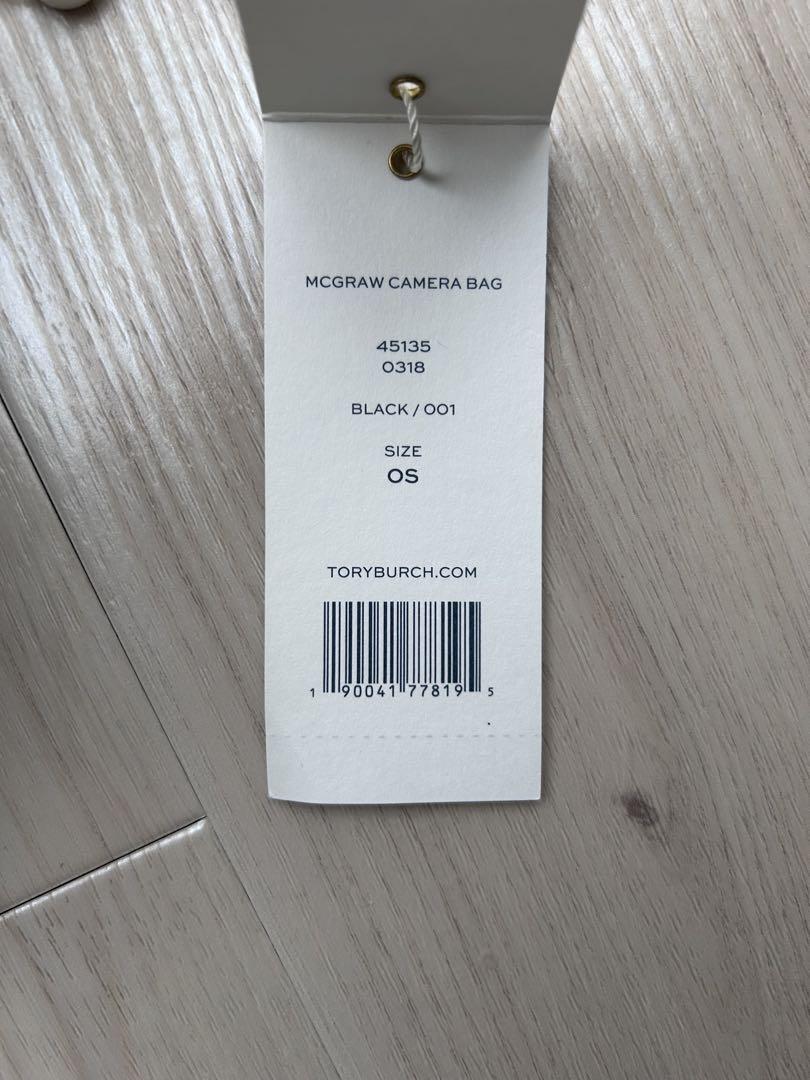 MCGRAW CAMERA BAG
45135
0318
BLACK / 001
SIZE
OS
TORYBURCH.COM
1 90041 77819 5